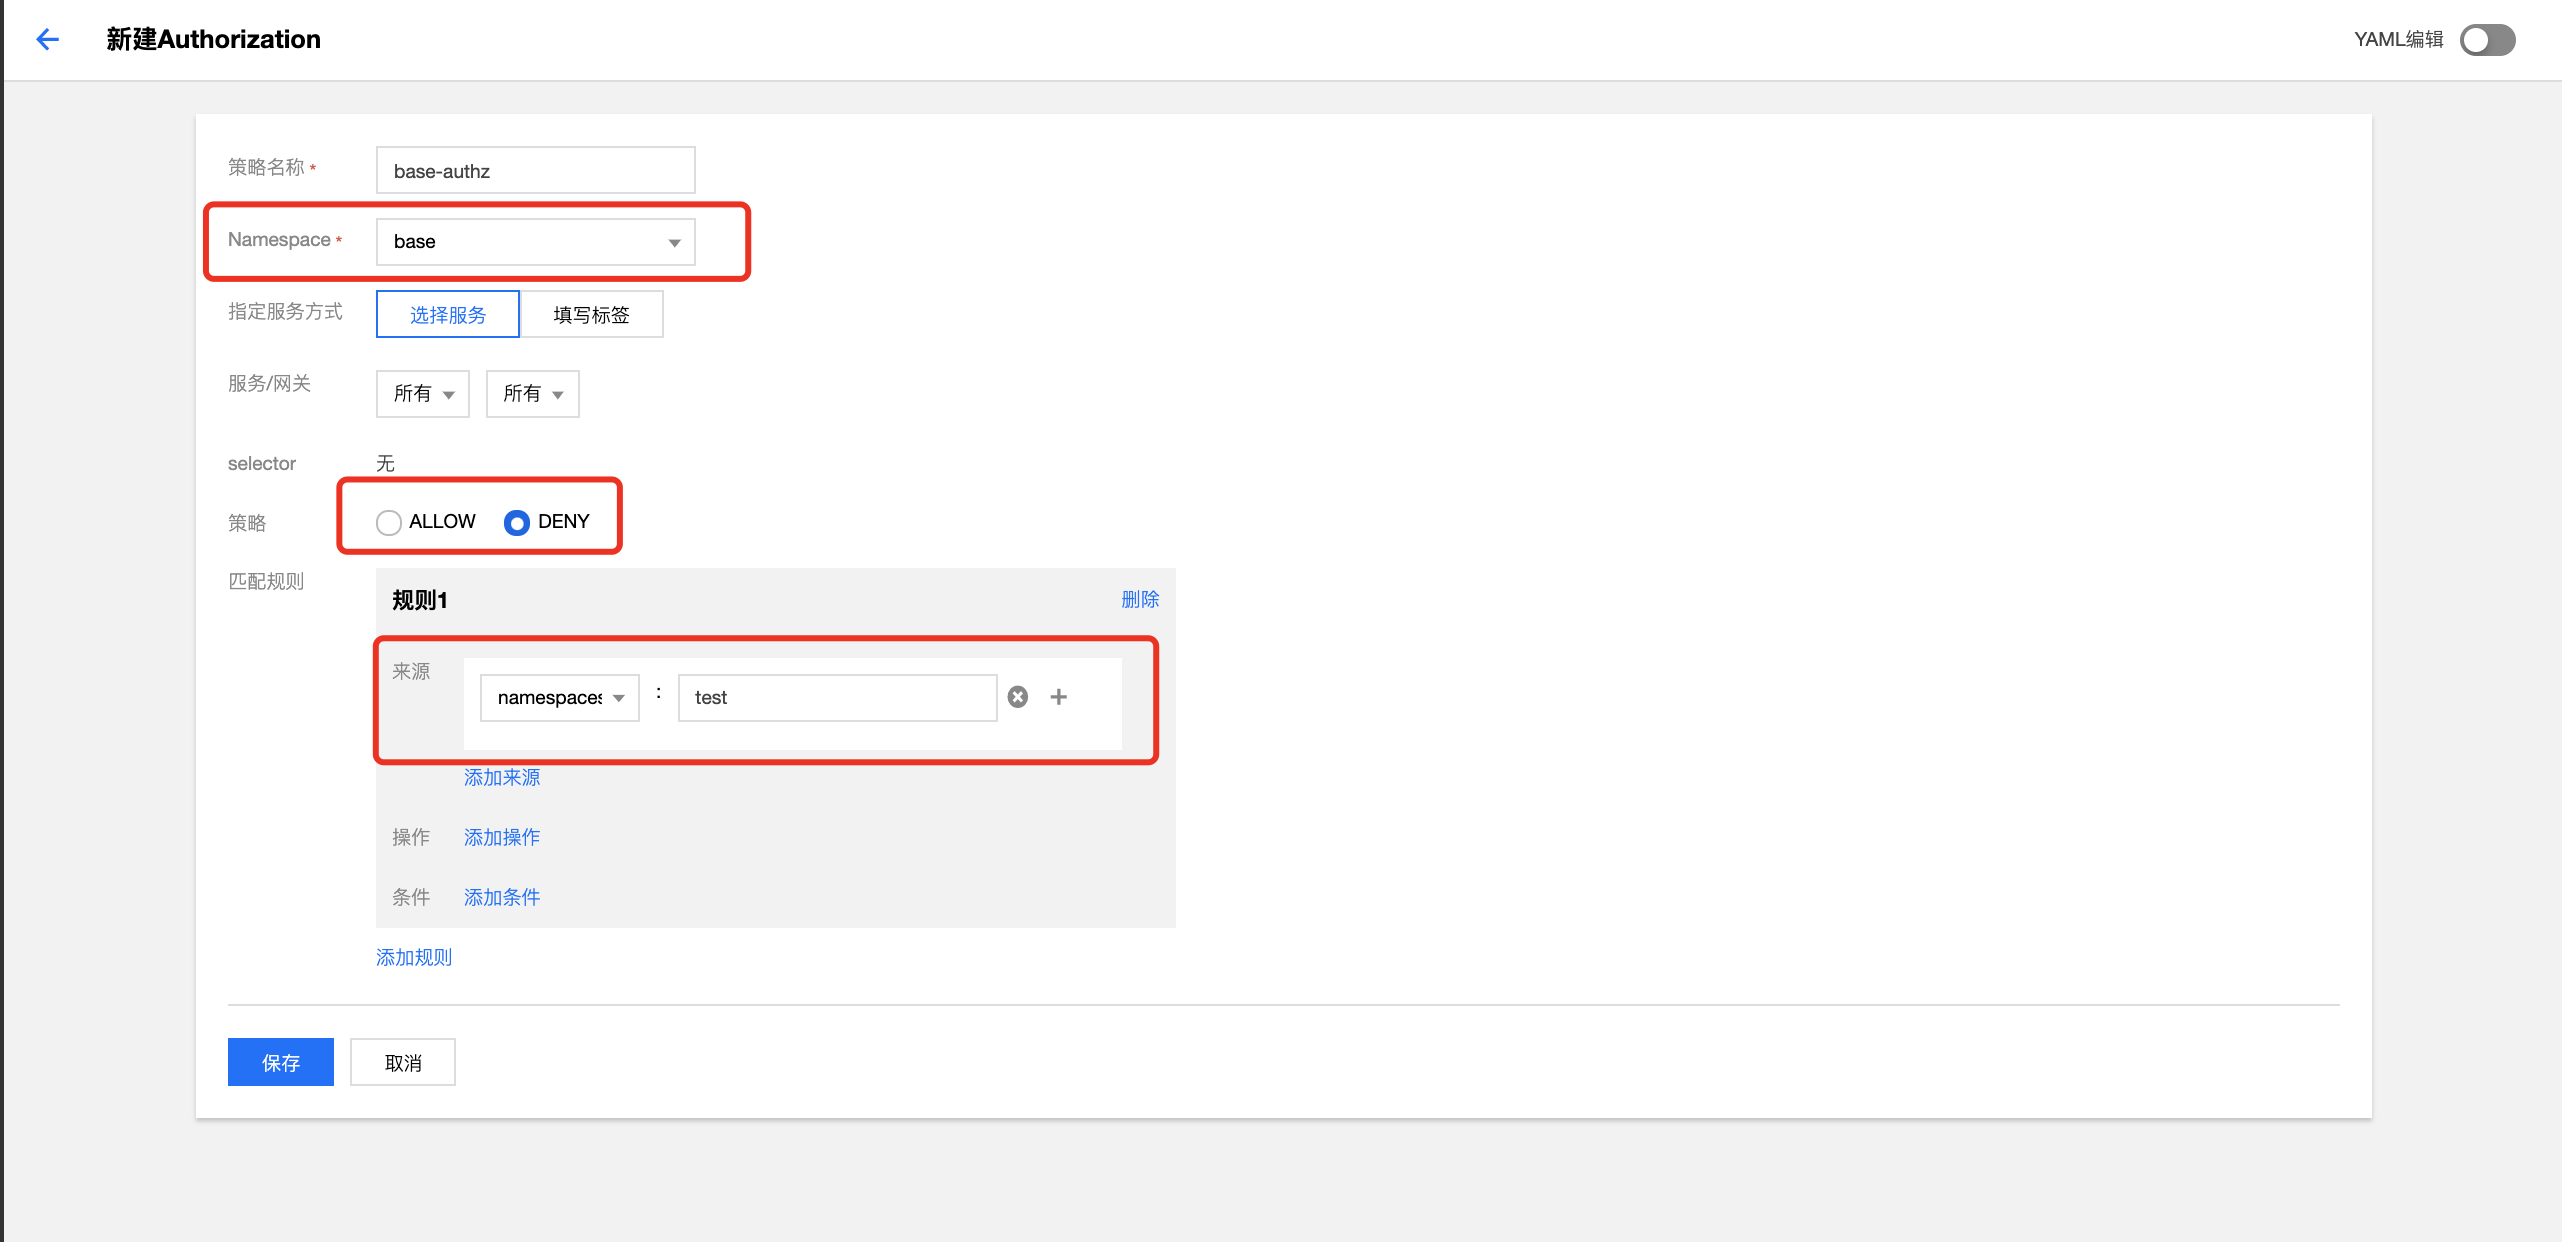 新建Authorization
YAML编辑
策略名称 *
base-authz
Namespace *
base
指定服务方式
选择服务
填写标签
服务/网关
所有
所有
selector
无
策略
ALLOW
DENY
匹配规则
规则1
删除
来源
namespaces
:
test
添加来源
操作
添加操作
条件
添加条件
添加规则
保存
取消